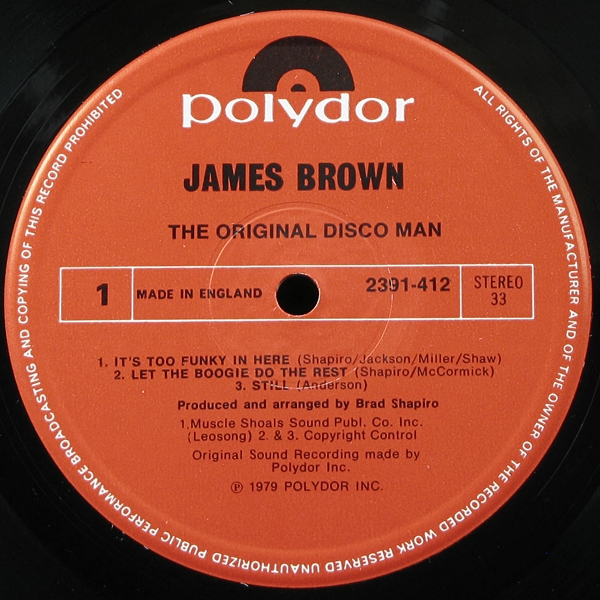 polydor
JAMES BROWN
THE ORIGINAL DISCO MAN
1
MADE IN ENGLAND
2391-412
STEREO
33
1. IT'S TOO FUNKY IN HERE (Shapiro/Jackson/Miller/Shaw)
2. LET THE BOOGIE DO THE REST (Shapiro/McCormick)
3. STILL (Anderson)
Produced and arranged by Brad Shapiro
1.Muscle Shoals Sound Publ. Co. Inc.
(Leosong) 2. & 3. Copyright Control
Original Sound Recording made by
Polydor Inc.
℗ 1979 POLYDOR INC.
ALL RIGHTS OF THE MANUFACTURER AND OF THE OWNER OF THE RECORDED WORK RESERVED UNAUTHORIZED PUBLIC PERFORMANCE BROADCASTING AND COPYING OF THIS RECORD PROHIBITED